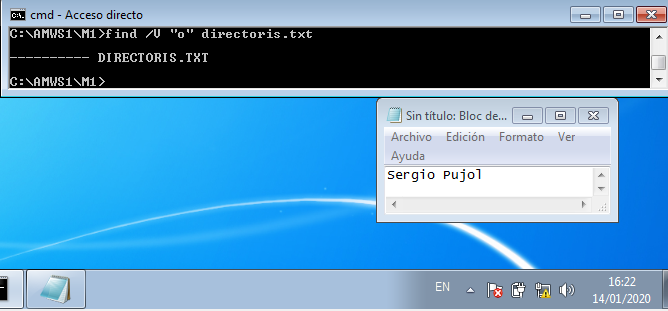 cmd - Acceso directo
C:\AMWS1\M1>find /V "o" directoris.txt
---------- DIRECTORIS.TXT
C:\AMWS1\M1>
Sin título: Bloc de...
Archivo Edición Formato Ver
Ayuda
Sergio Pujol
EN
16:22
14/01/2020